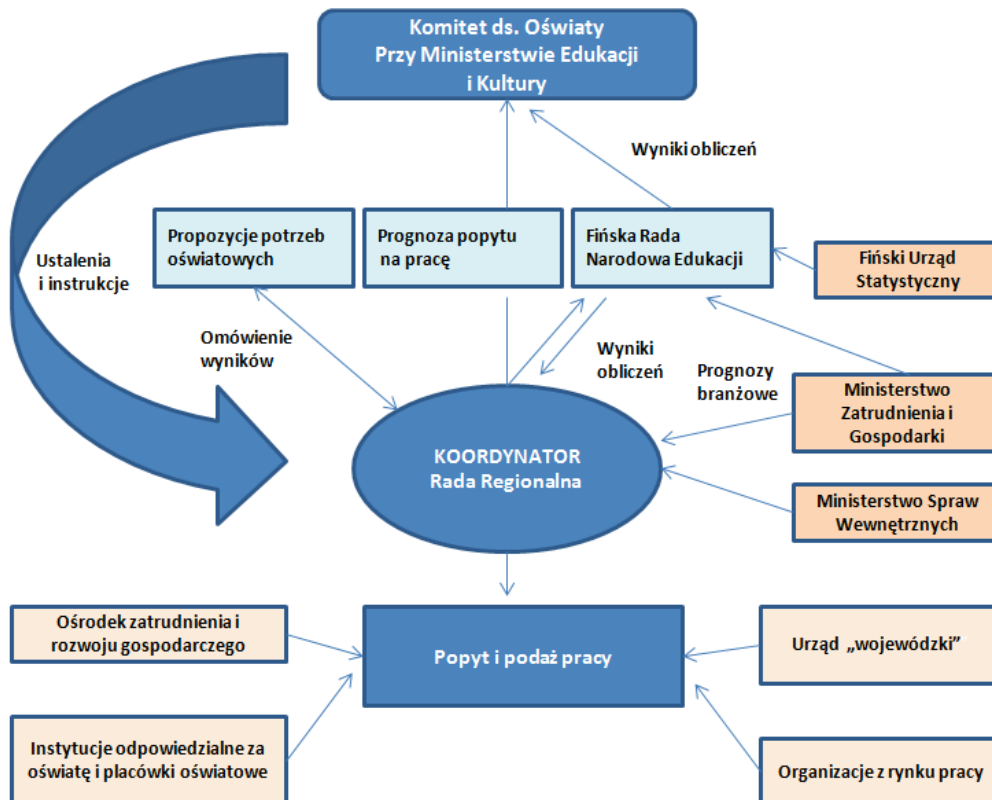 Komitet ds. Oświaty
Przy Ministerstwie Edukacji
i Kultury
Wyniki obliczeń
Propozycje potrzeb
oświatowych
Prognoza popytu
na pracę
Fińska Rada
Narodowa Edukacji
Fiński Urząd
Statystyczny
Ustalenia
i instrukcje
Omówienie
wyników
Wyniki
obliczeń
Prognozy
branżowe
Ministerstwo
Zatrudnienia i
Gospodarki
KOORDYNATOR
Rada Regionalna
Ministerstwo Spraw
Wewnętrznych
Ośrodek zatrudnienia i
rozwoju gospodarczego
Popyt i podaż pracy
Urząd „wojewódzki”
Instytucje odpowiedzialne za
oświatę i placówki oświatowe
Organizacje z rynku pracy